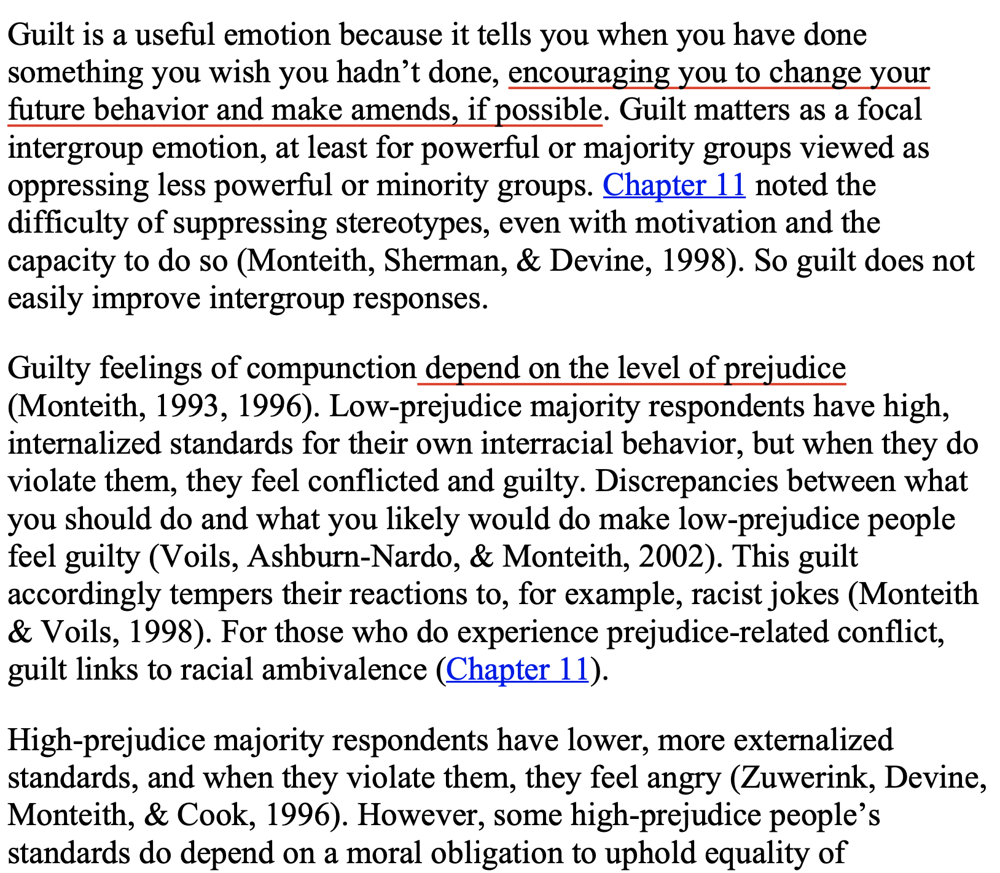 Guilt is a useful emotion because it tells you when you have done
something you wish you hadn’t done, encouraging you to change your
future behavior and make amends, if possible. Guilt matters as a focal
intergroup emotion, at least for powerful or majority groups viewed as
oppressing less powerful or minority groups. Chapter 11 noted the
difficulty of suppressing stereotypes, even with motivation and the
capacity to do so (Monteith, Sherman, & Devine, 1998). So guilt does not
easily improve intergroup responses.
Guilty feelings of compunction depend on the level of prejudice
(Monteith, 1993, 1996). Low-prejudice majority respondents have high,
internalized standards for their own interracial behavior, but when they do
violate them, they feel conflicted and guilty. Discrepancies between what
you should do and what you likely would do make low-prejudice people
feel guilty (Voils, Ashburn-Nardo, & Monteith, 2002). This guilt
accordingly tempers their reactions to, for example, racist jokes (Monteith
& Voils, 1998). For those who do experience prejudice-related conflict,
guilt links to racial ambivalence (Chapter 11).
High-prejudice majority respondents have lower, more externalized
standards, and when they violate them, they feel angry (Zuwerink, Devine,
Monteith, & Cook, 1996). However, some high-prejudice people’s
standards do depend on a moral obligation to uphold equality of